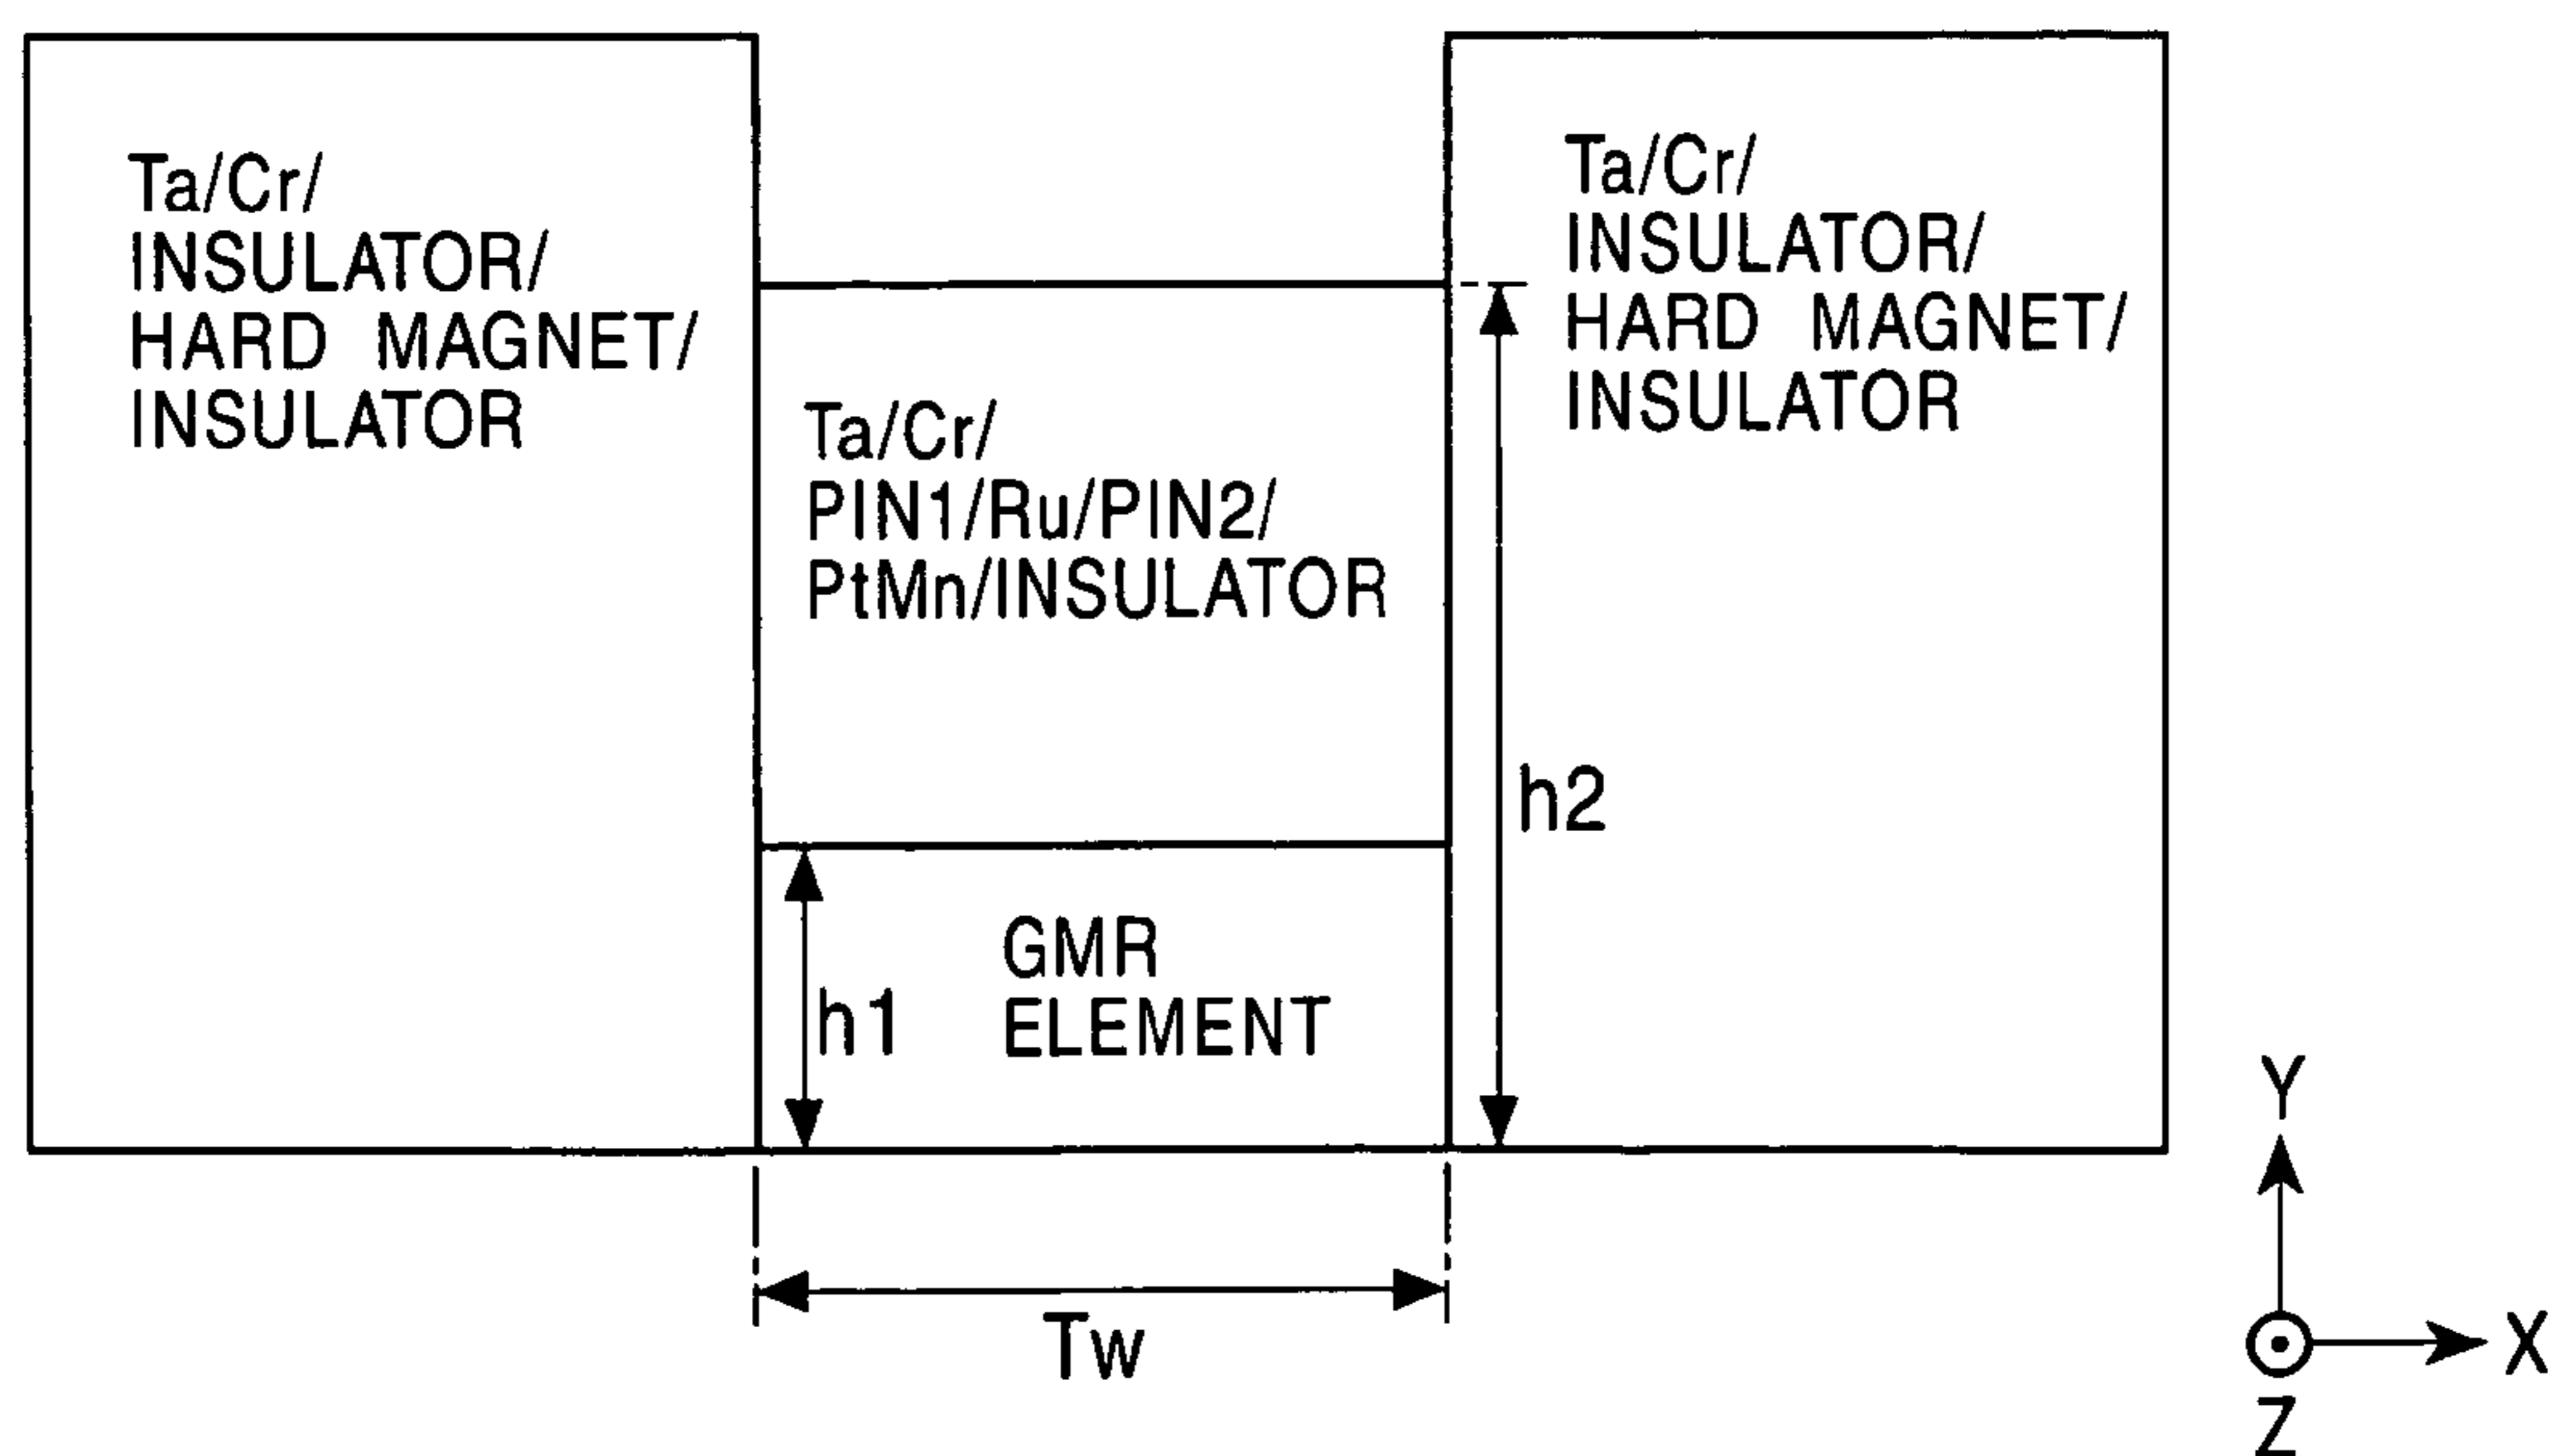 Ta/Cr/
INSULATOR/
HARD MAGNET/
INSULATOR
Ta/Cr/
PIN1/Ru/PIN2/
PtMn/INSULATOR
Ta/Cr/
INSULATOR/
HARD MAGNET/
INSULATOR
h2
h1
GMR
ELEMENT
Tw
Y
X
Z